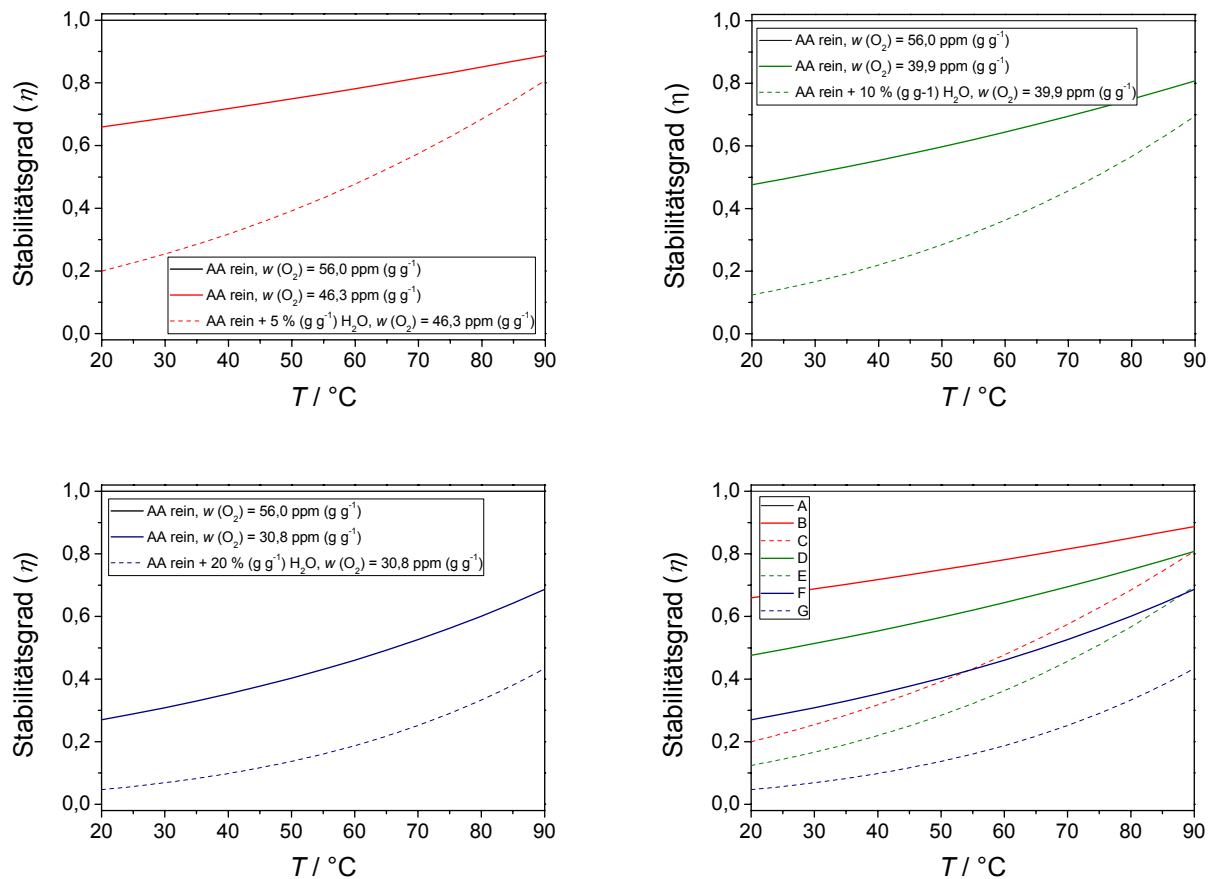 1,0
0,8
0,6
0,4
0,2
0,0
Stabilitätsgrad (η)
AA rein, w (O₂) = 56,0 ppm (g g⁻¹)
AA rein, w (O₂) = 46,3 ppm (g g⁻¹)
AA rein + 5 % (g g⁻¹) H₂O, w (O₂) = 46,3 ppm (g g⁻¹)
20 30 40 50 60 70 80 90
T / °C
1,0
0,8
0,6
0,4
0,2
0,0
Stabilitätsgrad (η)
AA rein, w (O₂) = 56,0 ppm (g g⁻¹)
AA rein, w (O₂) = 39,9 ppm (g g⁻¹)
AA rein + 10 % (g g-1) H₂O, w (O₂) = 39,9 ppm (g g⁻¹)
20 30 40 50 60 70 80 90
T / °C
1,0
0,8
0,6
0,4
0,2
0,0
Stabilitätsgrad (η)
AA rein, w (O₂) = 56,0 ppm (g g⁻¹)
AA rein, w (O₂) = 30,8 ppm (g g⁻¹)
AA rein + 20 % (g g⁻¹) H₂O, w (O₂) = 30,8 ppm (g g⁻¹)
20 30 40 50 60 70 80 90
T / °C
1,0
0,8
0,6
0,4
0,2
0,0
Stabilitätsgrad (η)
A
B
C
D
E
F
G
20 30 40 50 60 70 80 90
T / °C